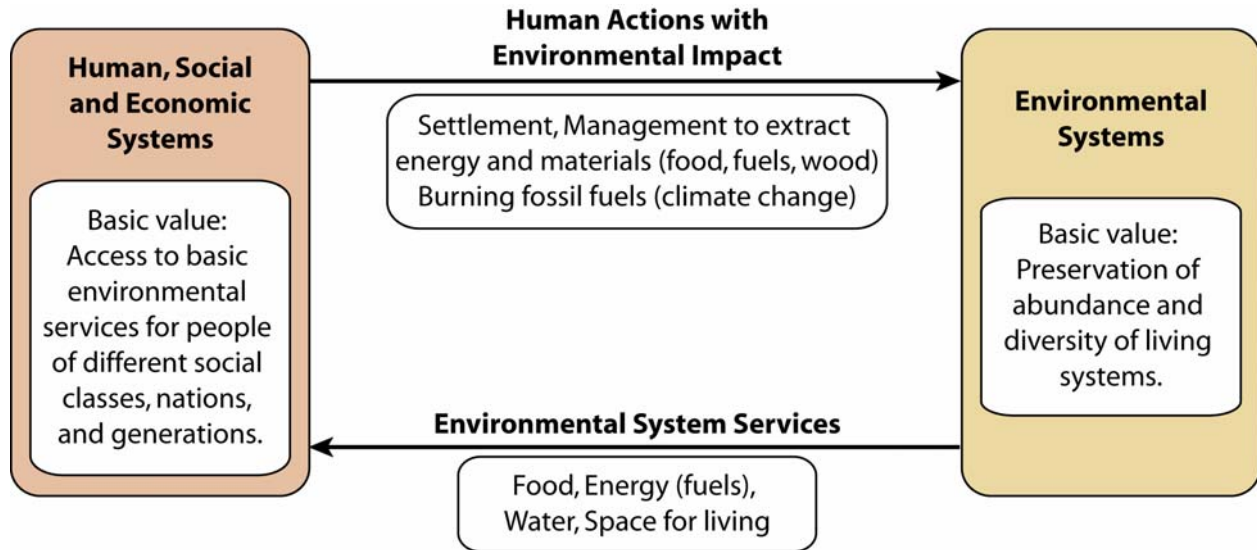 Human, Social
and Economic
Systems
Basic value:
Access to basic
environmental
services for people
of different social
classes, nations,
and generations.
Human Actions with
Environmental Impact
Settlement, Management to extract
energy and materials (food, fuels, wood)
Burning fossil fuels (climate change)
Environmental
Systems
Basic value:
Preservation of
abundance and
diversity of living
systems.
Environmental System Services
Food, Energy (fuels),
Water, Space for living